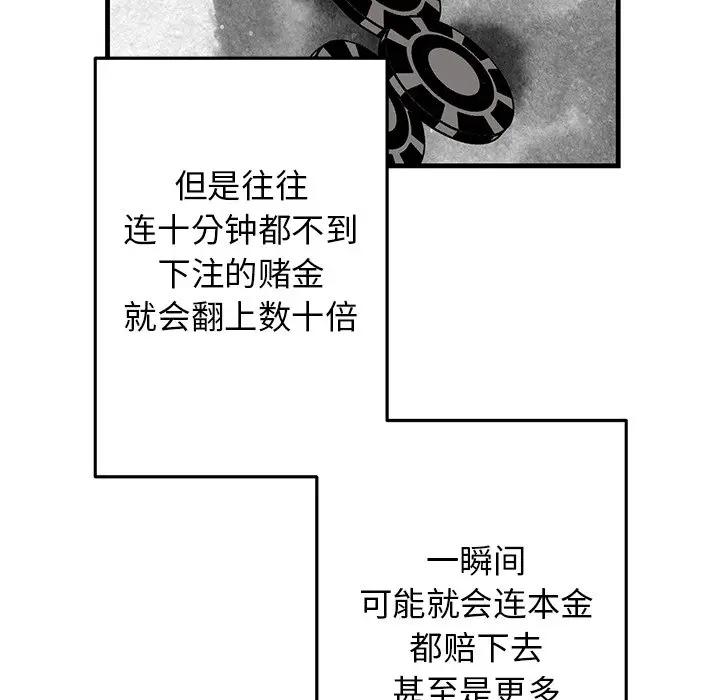 但是往往
连十分钟都不到
下注的赌金
就会翻上数十倍
一瞬间
可能就会连本金
都赔下去
甚至是更多